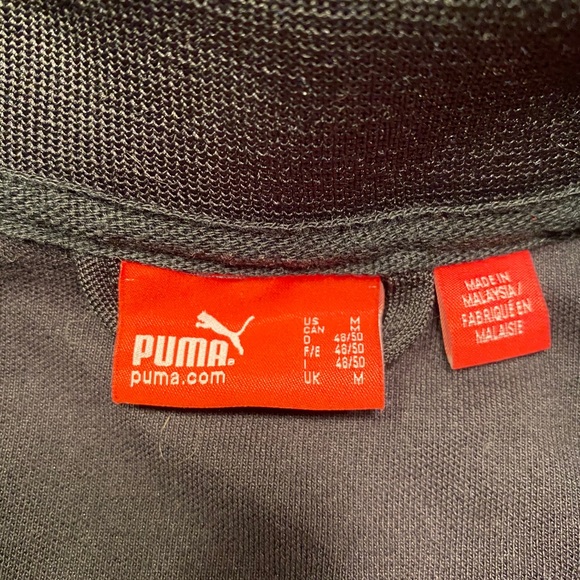 PUMA
puma.com
US M
CAN M
D 48/50
F/E 48/50
I 48/50
UK M
MADE IN
MALAYSIA/
FABRIQUÉ EN
MALAISIE